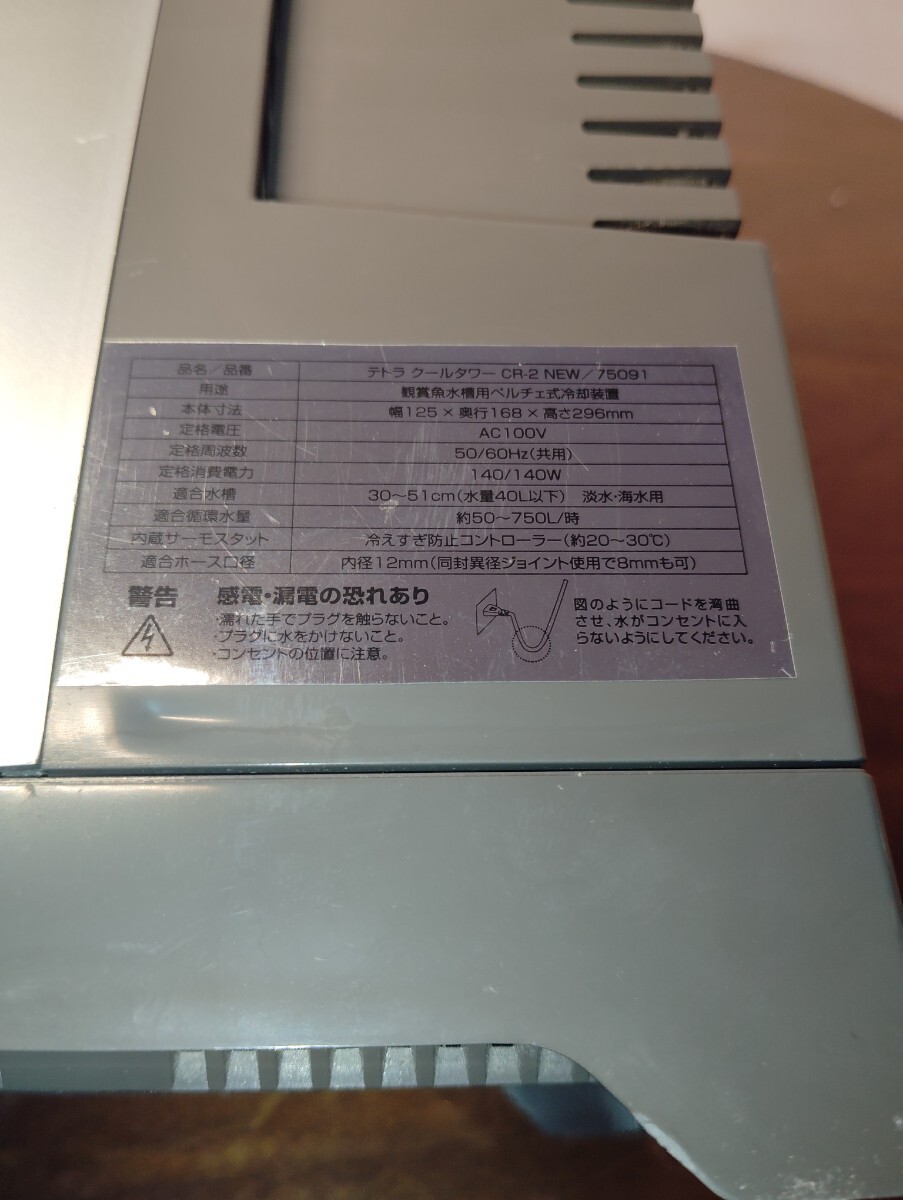 品名／品番 テトラ クールタワー CR-2 NEW／75091
用途 観賞魚水槽用ペルチェ式冷却装置
本体寸法 幅125×奥行168×高さ296mm
定格電圧 AC100V
定格周波数 50/60Hz(共用)
定格消費電力 140/140W
適合水槽 30〜51cm(水量40L以下) 淡水・海水用
適合循環水量 約50〜750L/時
内蔵サーモスタット 冷えすぎ防止コントローラー(約20〜30℃)
適合ホース口径 内径12mm(同封異径ジョイント使用で8mmも可)
警告 感電・漏電の恐れあり
・濡れた手でプラグを触らないこと。
・プラグに水をかけないこと。
・コンセントの位置に注意。
図のようにコードを湾曲
させ、水がコンセントに入
らないようにしてください。